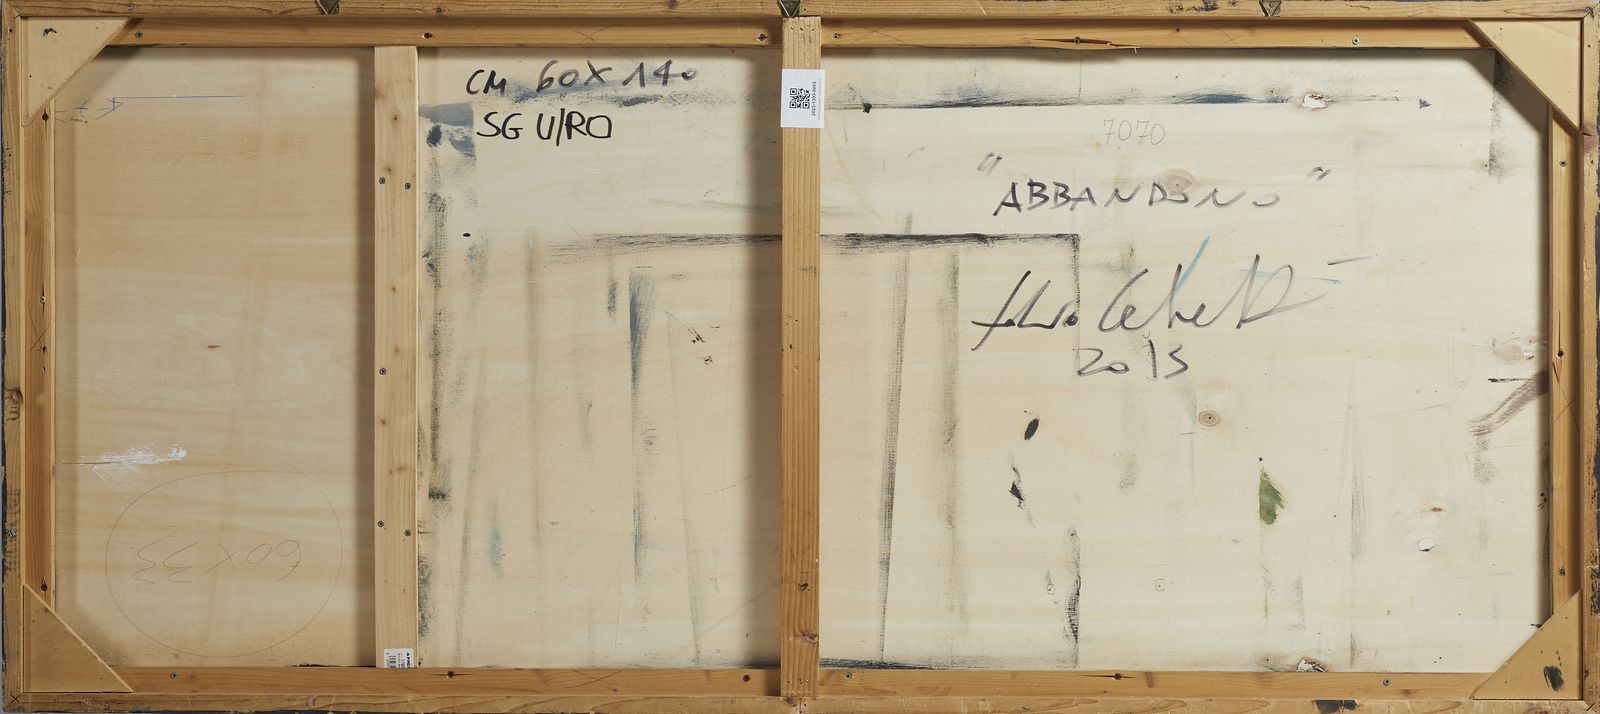 CM 60X140
SG U/RO
7070
"ABBANDONO"
2013
60X33